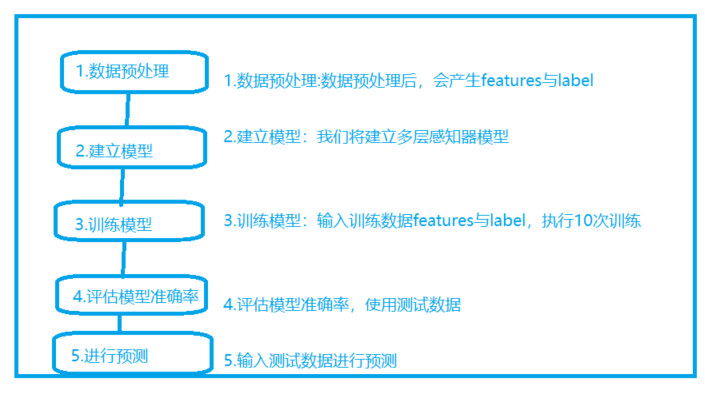 1.数据预处理
1.数据预处理:数据预处理后，会产生features与label
2.建立模型
2.建立模型：我们将建立多层感知器模型
3.训练模型
3.训练模型：输入训练数据features与label，执行10次训练
4.评估模型准确率
4.评估模型准确率，使用测试数据
5.进行预测
5.输入测试数据进行预测